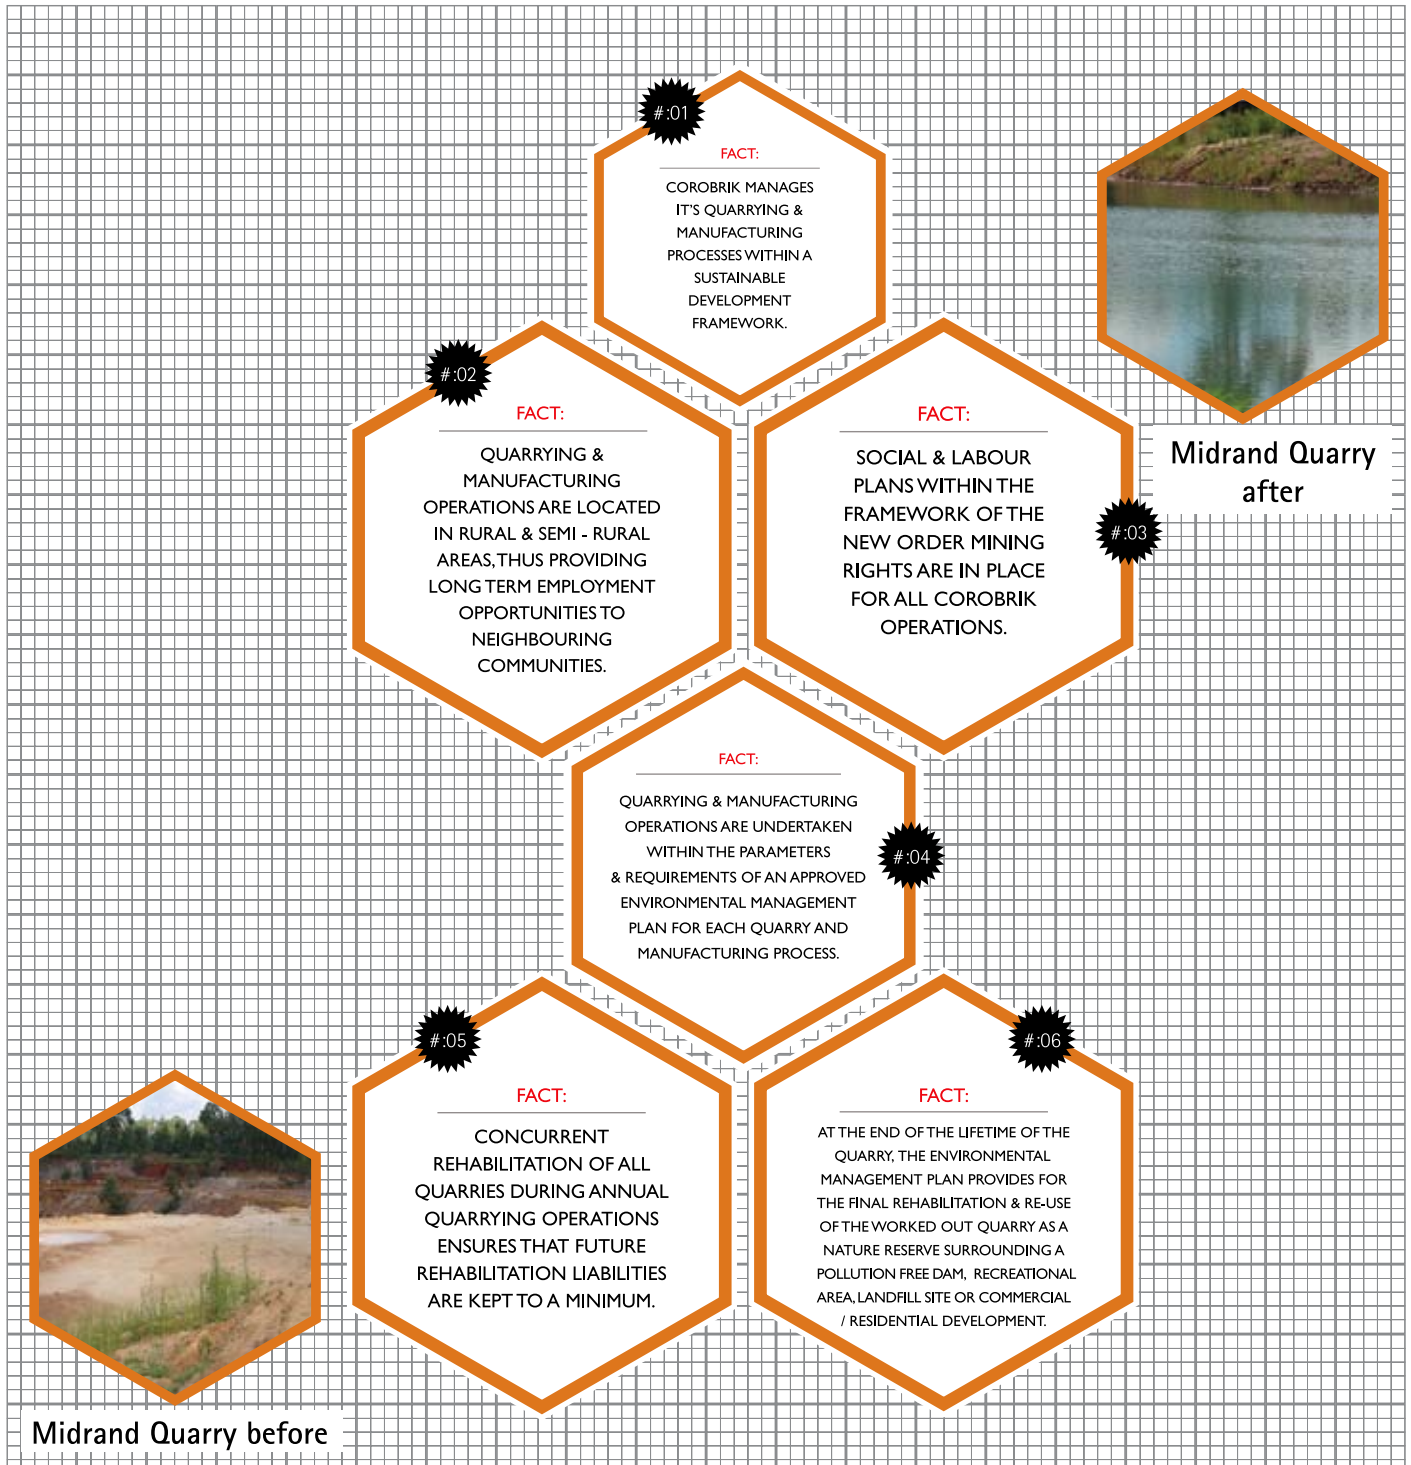 #:01
FACT:
COROBRIK MANAGES
IT'S QUARRYING &
MANUFACTURING
PROCESSES WITHIN A
SUSTAINABLE
DEVELOPMENT
FRAMEWORK.
#:02
FACT:
QUARRYING &
MANUFACTURING
OPERATIONS ARE LOCATED
IN RURAL & SEMI - RURAL
AREAS, THUS PROVIDING
LONG TERM EMPLOYMENT
OPPORTUNITIES TO
NEIGHBOURING
COMMUNITIES.
#:03
FACT:
SOCIAL & LABOUR
PLANS WITHIN THE
FRAMEWORK OF THE
NEW ORDER MINING
RIGHTS ARE IN PLACE
FOR ALL COROBRIK
OPERATIONS.
Midrand Quarry
after
#:04
FACT:
QUARRYING & MANUFACTURING
OPERATIONS ARE UNDERTAKEN
WITHIN THE PARAMETERS
& REQUIREMENTS OF AN APPROVED
ENVIRONMENTAL MANAGEMENT
PLAN FOR EACH QUARRY AND
MANUFACTURING PROCESS.
#:05
FACT:
CONCURRENT
REHABILITATION OF ALL
QUARRIES DURING ANNUAL
QUARRYING OPERATIONS
ENSURES THAT FUTURE
REHABILITATION LIABILITIES
ARE KEPT TO A MINIMUM.
#:06
FACT:
AT THE END OF THE LIFETIME OF THE
QUARRY, THE ENVIRONMENTAL
MANAGEMENT PLAN PROVIDES FOR
THE FINAL REHABILITATION & RE-USE
OF THE WORKED OUT QUARRY AS A
NATURE RESERVE SURROUNDING A
POLLUTION FREE DAM, RECREATIONAL
AREA, LANDFILL SITE OR COMMERCIAL
/ RESIDENTIAL DEVELOPMENT.
Midrand Quarry before